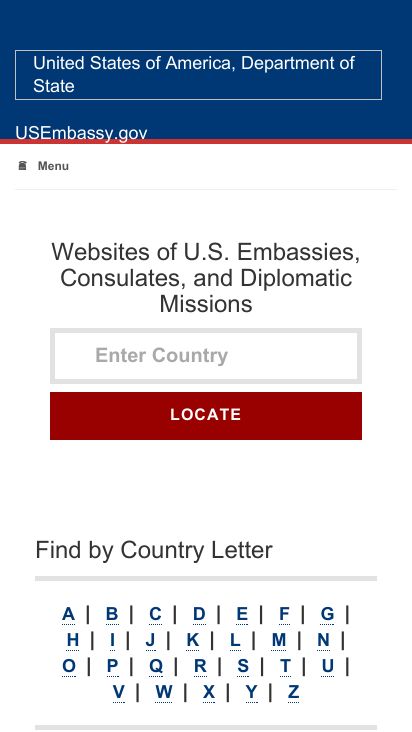 United States of America, Department of
State
USEmbassy.gov
Menu
Websites of U.S. Embassies,
Consulates, and Diplomatic
Missions
Enter Country
LOCATE
Find by Country Letter
A | B | C | D | E | F | G |
H | I | J | K | L | M | N |
O | P | Q | R | S | T | U |
V | W | X | Y | Z